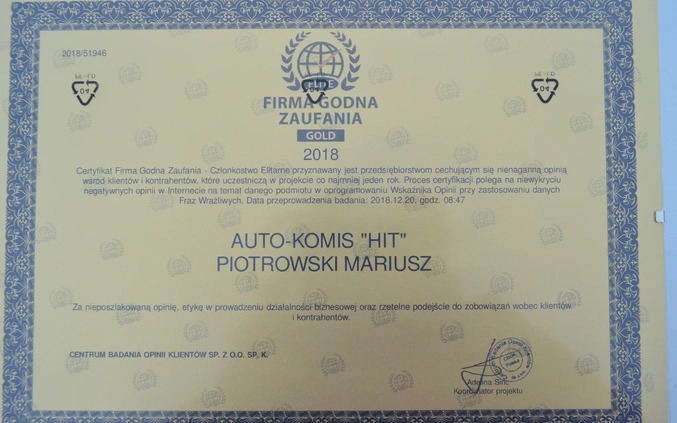 2018/51946
ELITE
FIRMA GODNA
ZAUFANIA
GOLD
2018
Certyfikat Firma Godna Zaufania - Członkostwo Elitarne przyznawany jest przedsiębiorstwom cechującym się nienaganną opinią
wśród klientów i kontrahentów, które uczestniczą w projekcie co najmniej jeden rok. Proces certyfikacji polega na niewykryciu
negatywnych opinii w Internecie na temat danego podmiotu w oprogramowaniu Wskaźnika Opinii przy zastosowaniu danych
Fraz Wrażliwych. Data przeprowadzenia badania: 2018.12.20, godz. 08:47
AUTO-KOMIS "HIT"
PIOTROWSKI MARIUSZ
Za nieposzlakowaną opinię, etykę w prowadzeniu działalności biznesowej oraz rzetelne podejście do zobowiązań wobec klientów
i kontrahentów.
CENTRUM BADANIA OPINII KLIENTÓW SP. Z O.O. SP. K.
Koordynator projektu